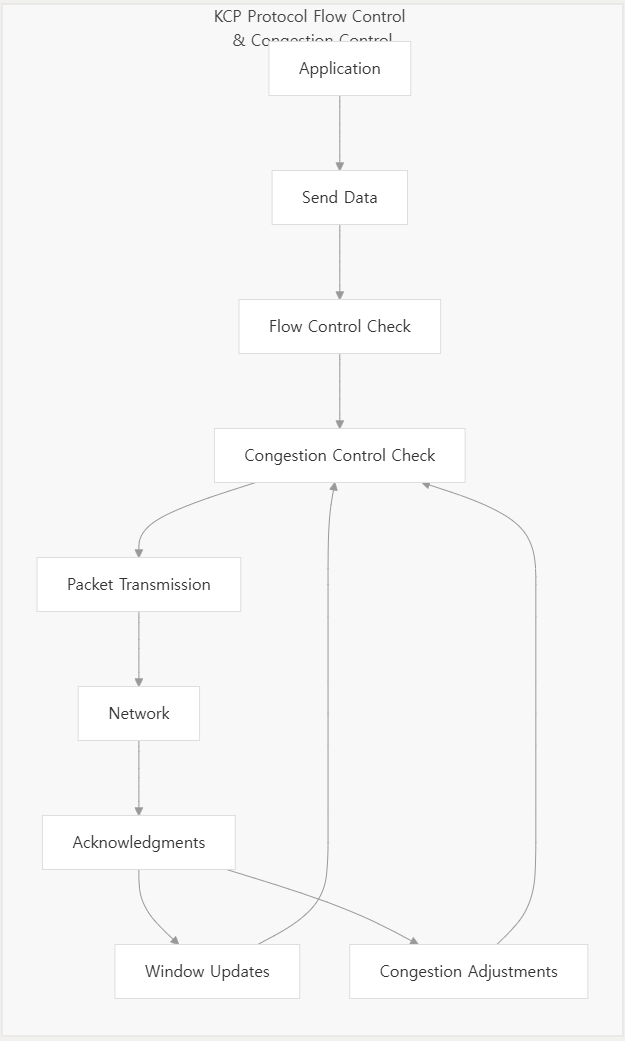 KCP Protocol Flow Control
& Congestion Control
Application
Send Data
Flow Control Check
Congestion Control Check
Packet Transmission
Network
Acknowledgments
Window Updates
Congestion Adjustments